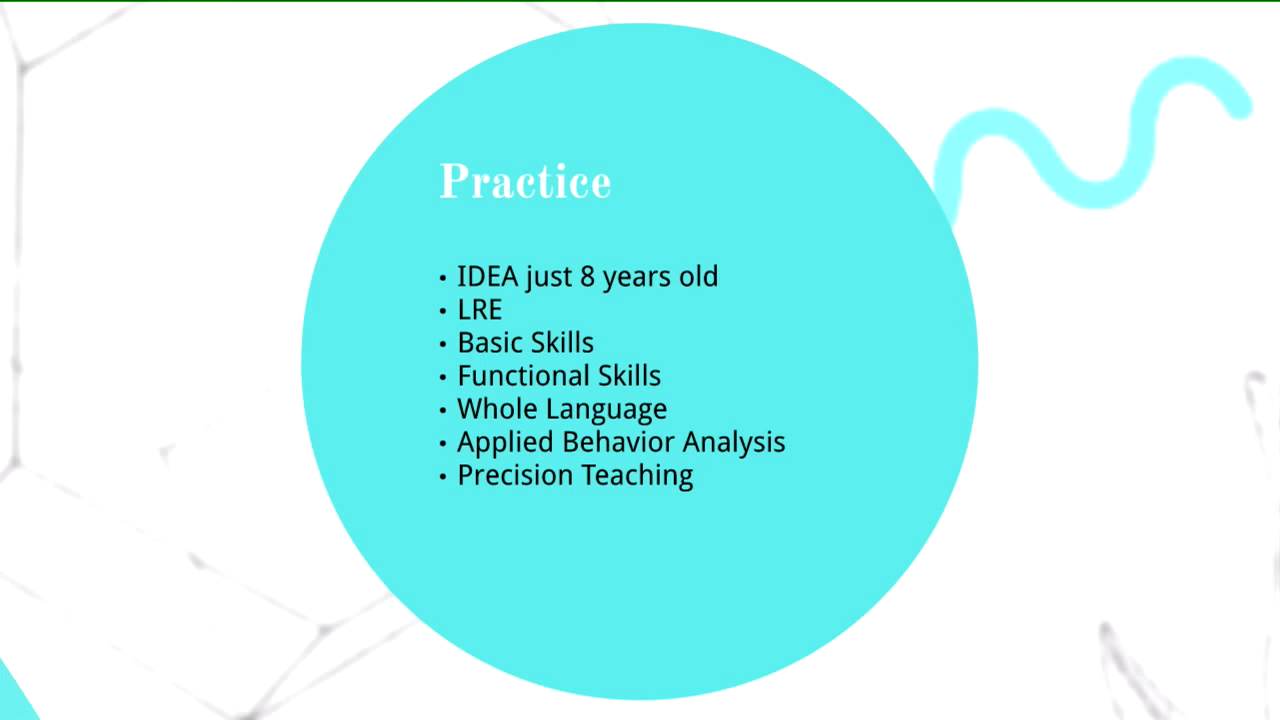 Practice
• IDEA just 8 years old
• LRE
• Basic Skills
• Functional Skills
• Whole Language
• Applied Behavior Analysis
• Precision Teaching